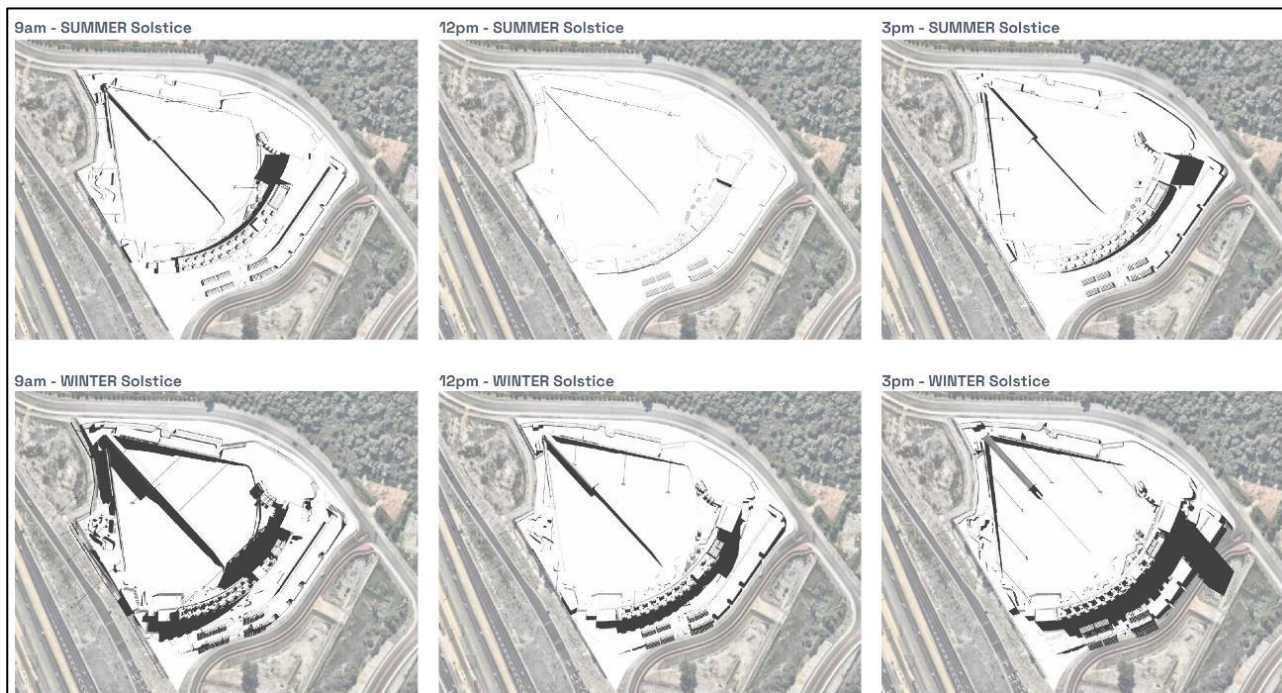 9am - SUMMER Solstice
12pm - SUMMER Solstice
3pm - SUMMER Solstice
9am - WINTER Solstice
12pm - WINTER Solstice
3pm - WINTER Solstice